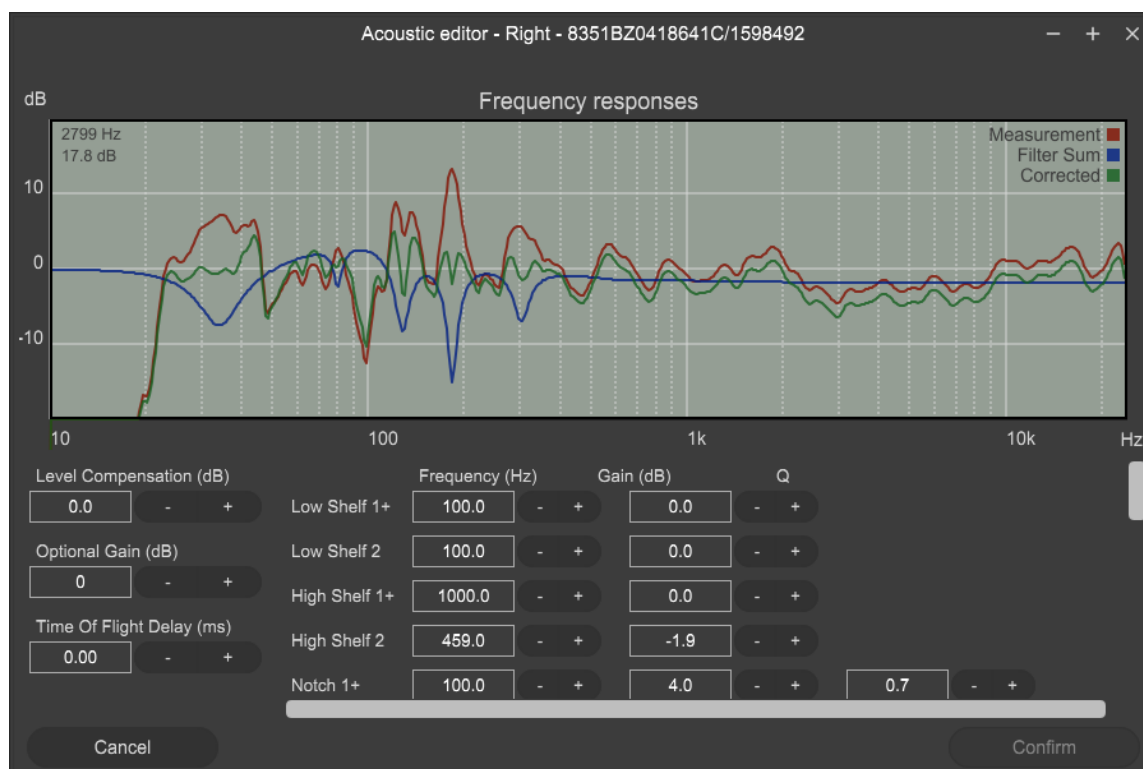 Acoustic editor - Right - 8351BZ0418641C/1598492
dB
Frequency responses
2799 Hz
17.8 dB
Measurement
Filter Sum
Corrected
10
0
-10
10 100 1k 10k Hz
Level Compensation (dB)
0.0 - +
Optional Gain (dB)
0 - +
Time Of Flight Delay (ms)
0.00 - +
Frequency (Hz) Gain (dB) Q
Low Shelf 1+ 100.0 - + 0.0 - +
Low Shelf 2 100.0 - + 0.0 - +
High Shelf 1+ 1000.0 - + 0.0 - +
High Shelf 2 459.0 - + -1.9 - +
Notch 1+ 100.0 - + 4.0 - + 0.7 - +
Cancel
Confirm